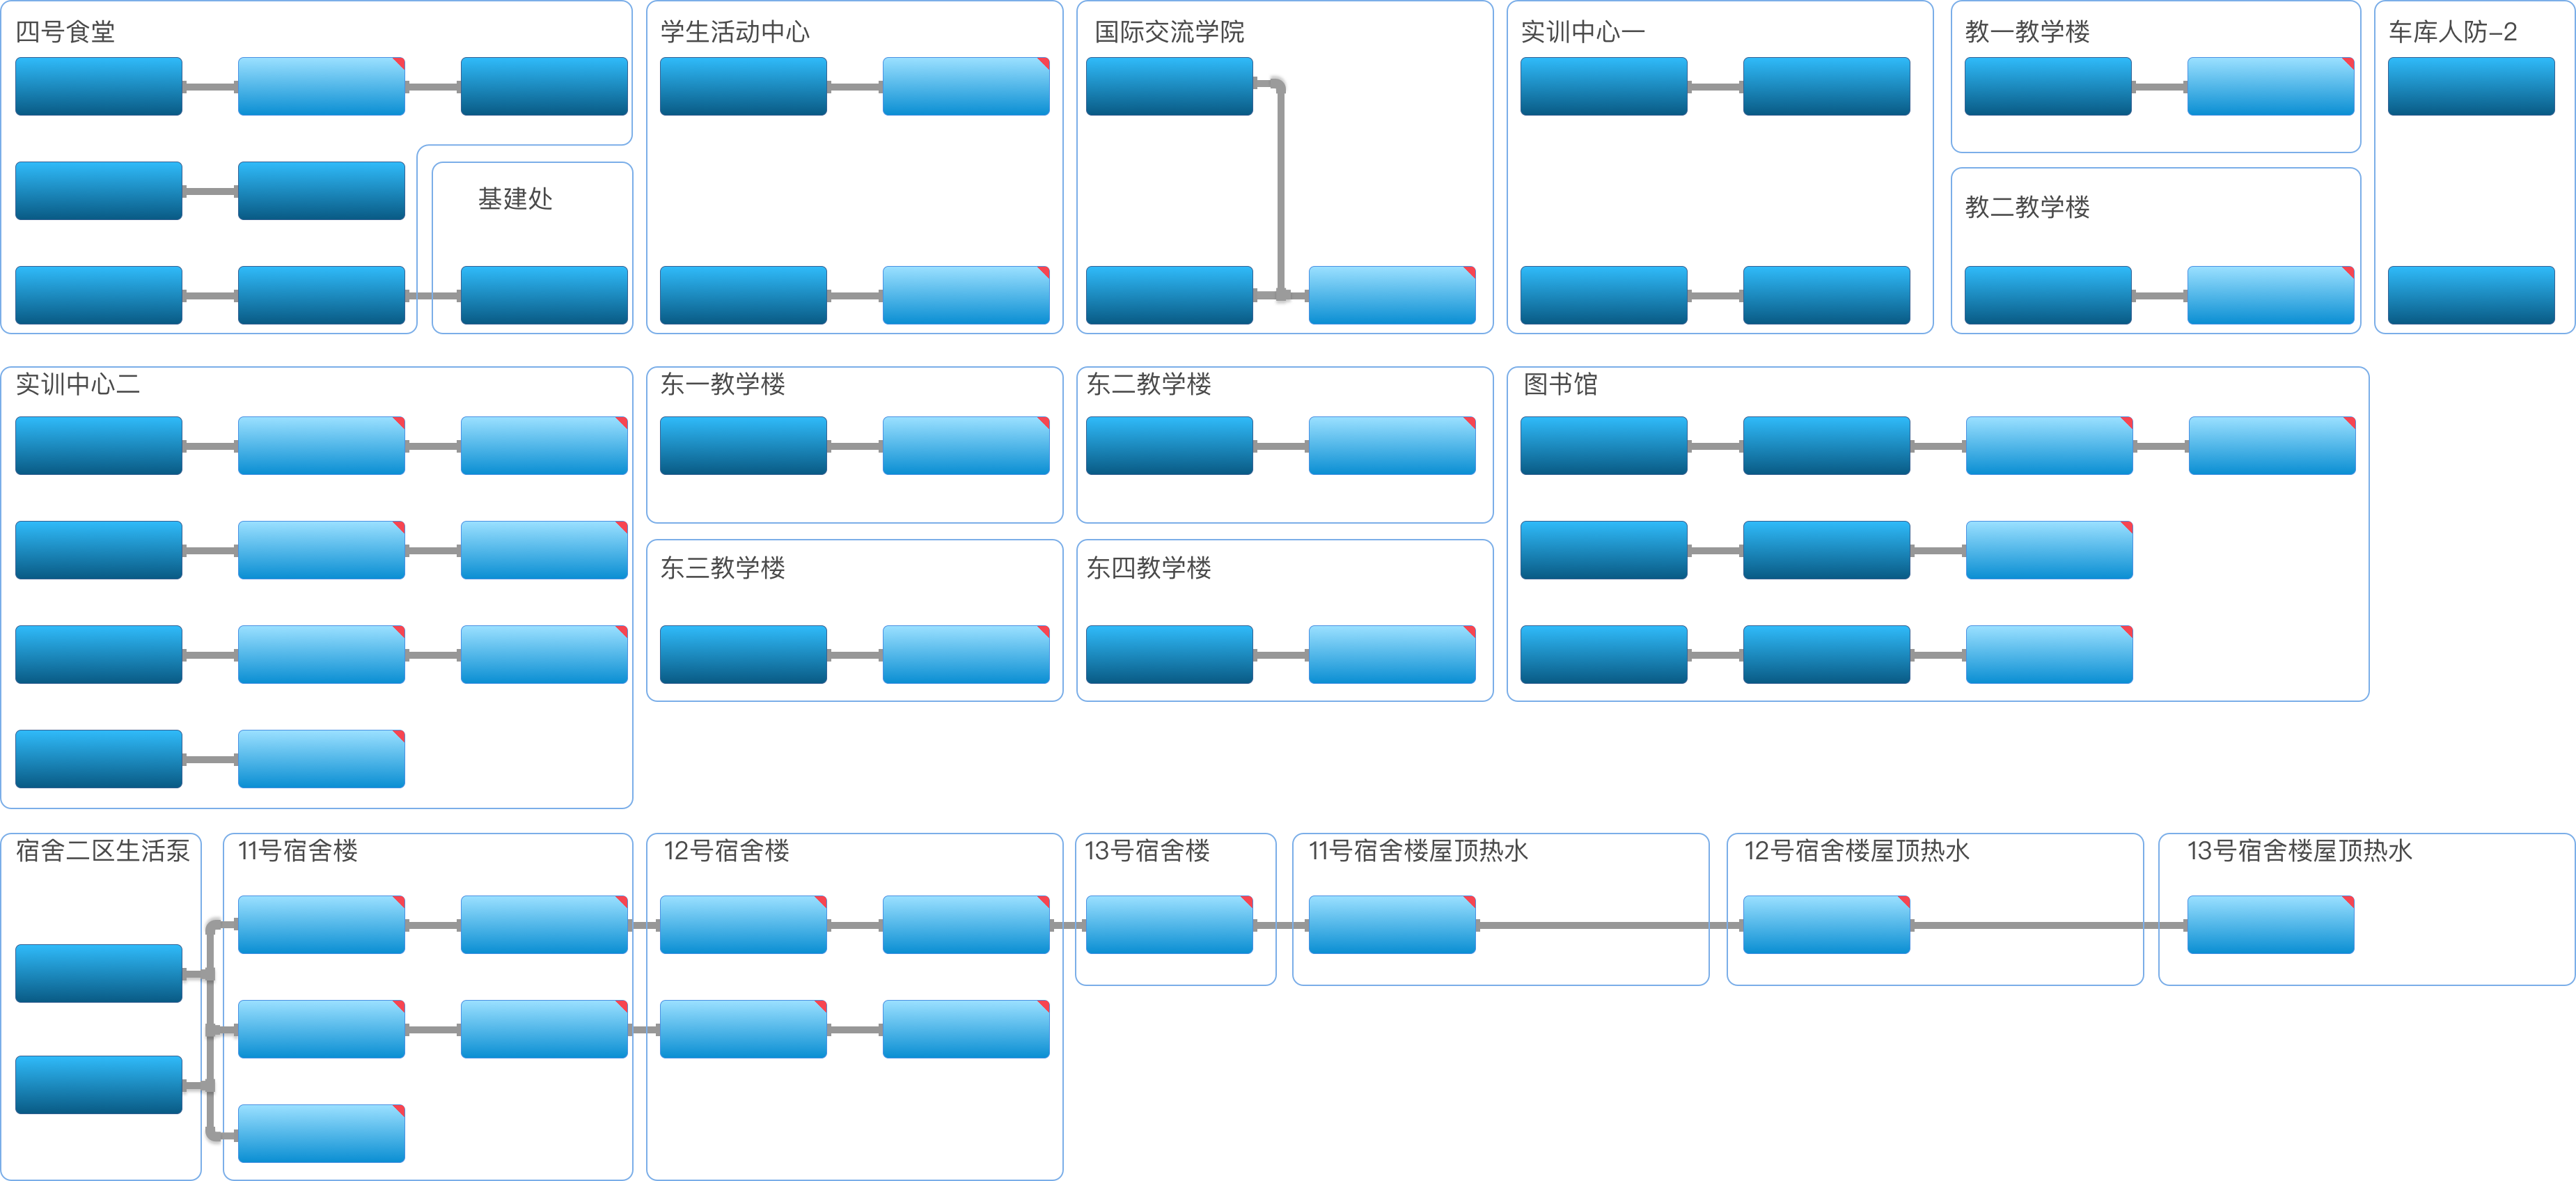 四号食堂
学生活动中心
国际交流学院
实训中心一
教一教学楼
车库人防-2
基建处
教二教学楼
实训中心二
东一教学楼
东二教学楼
图书馆
东三教学楼
东四教学楼
宿舍二区生活泵
11号宿舍楼
12号宿舍楼
13号宿舍楼
11号宿舍楼屋顶热水
12号宿舍楼屋顶热水
13号宿舍楼屋顶热水